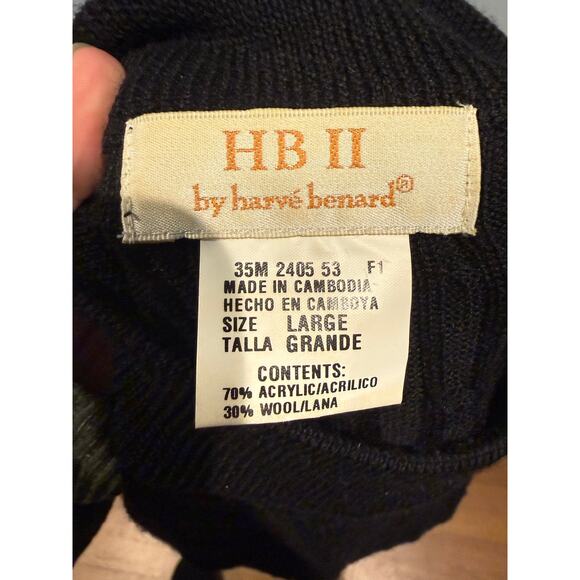 HB II
by harvé benard®
35M 2405 53 F1
MADE IN CAMBODIA
HECHO EN CAMBOYA
SIZE LARGE
TALLA GRANDE
CONTENTS:
70% ACRYLIC/ACRILICO
30% WOOL/LANA